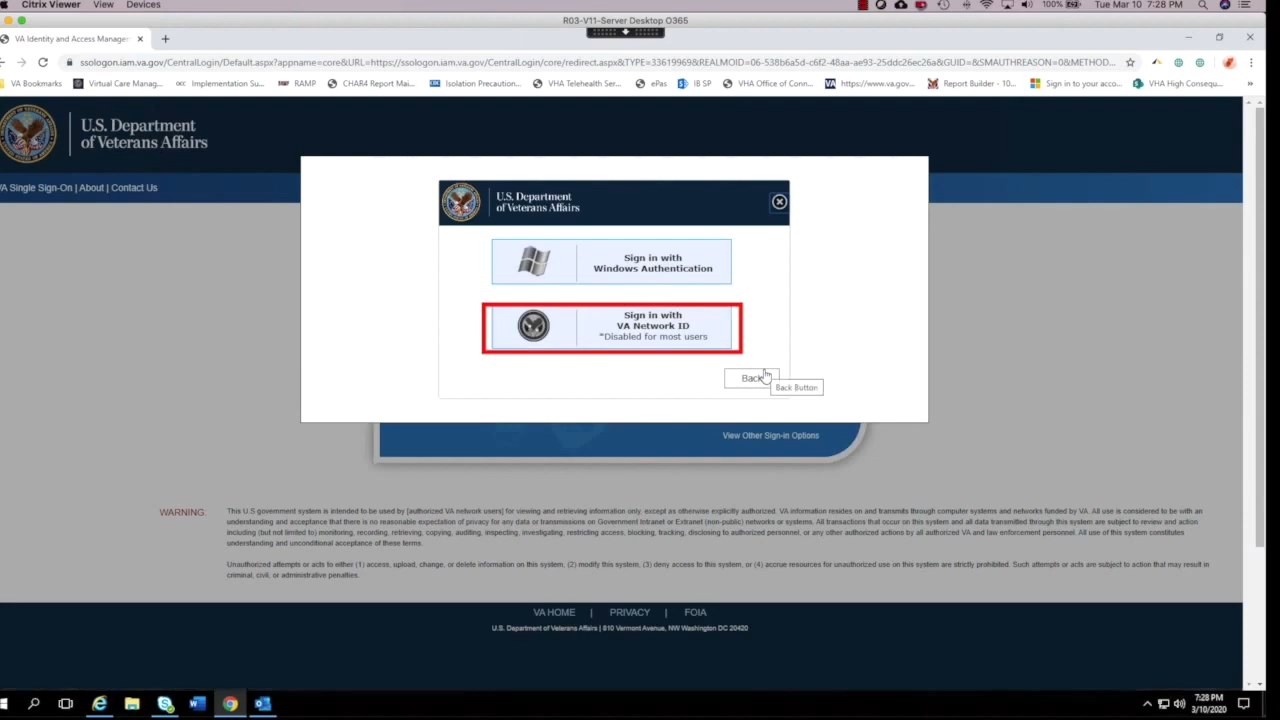 Citrix Viewer View Devices 100% Tue Mar 10 7:28 PM
R03-V11-Server Desktop O365
VA Identity and Access Manager
ssologon.iam.va.gov/CentralLogin/Default.aspx?appname=core&URL=https://ssologon.iam.va.gov/CentralLogin/core/redirect.aspx&TYPE=33619969&REALMOID=06-538b6a5d-c6f2-48aa-ae93-25ddc26ec26a&GUID=&SMAUTHREASON=0&METHOD...
VA Bookmarks Virtual Care Manag... Implementation Su... RAMP CHAR4 Report Mai... Isolation Precaution... VHA Telehealth Ser... ePas IB SP VHA Office of Conn... https://www.va.gov... Report Builder - 10... Sign in to your acco... VHA High Consequ...
U.S. Department
of Veterans Affairs
VA Single Sign-On | About | Contact Us
U.S. Department
of Veterans Affairs
Sign in with
Windows Authentication
Sign in with
VA Network ID
*Disabled for most users
Back
Back Button
View Other Sign-in Options
WARNING:
This U.S government system is intended to be used by [authorized VA network users] for viewing and retrieving information only, except as otherwise explicitly authorized. VA information resides on and transmits through computer systems and networks funded by VA. All use is considered to be with an
understanding and acceptance that there is no reasonable expectation of privacy for any data or transmissions on Government Intranet or Extranet (non-public) networks or systems. All transactions that occur on this system and all data transmitted through this system are subject to review and action
including (but not limited to) monitoring, recording, retrieving, copying, auditing, inspecting, investigating, restricting access, blocking, tracking, disclosing to authorized personnel, or any other authorized actions by all authorized VA and law enforcement personnel. All use of this system constitutes
understanding and unconditional acceptance of these terms.
Unauthorized attempts or acts to either (1) access, upload, change, or delete information on this system, (2) modify this system, (3) deny access to this system, or (4) accrue resources for unauthorized use on this system are strictly prohibited. Such attempts or acts are subject to action that may result in
criminal, civil, or administrative penalties.
VA HOME | PRIVACY | FOIA
U.S. Department of Veterans Affairs | 810 Vermont Avenue, NW Washington DC 20420
7:28 PM
3/10/2020